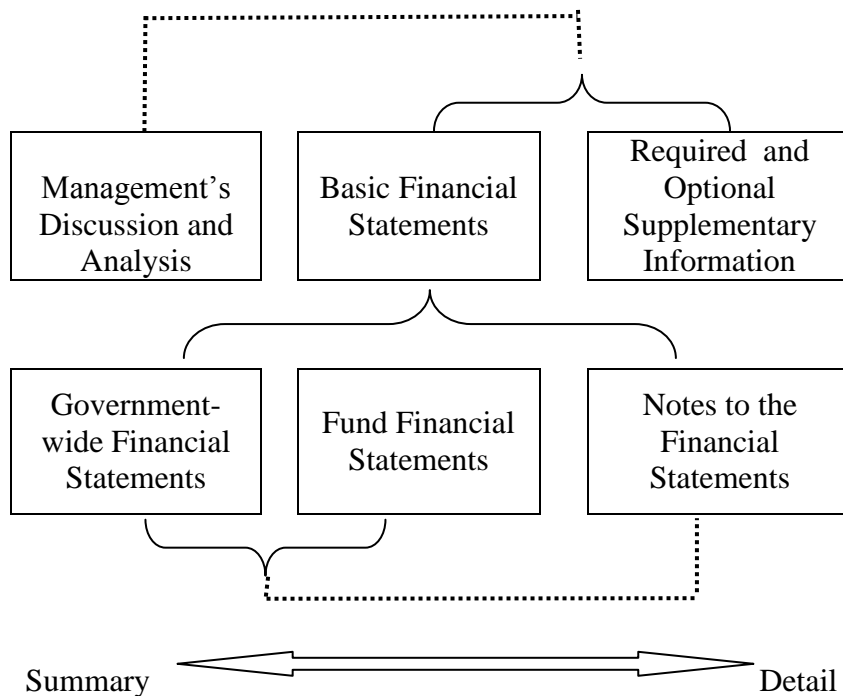 Management’s
Discussion and
Analysis
Basic Financial
Statements
Required and
Optional
Supplementary
Information
Government-
wide Financial
Statements
Fund Financial
Statements
Notes to the
Financial
Statements
Summary
Detail